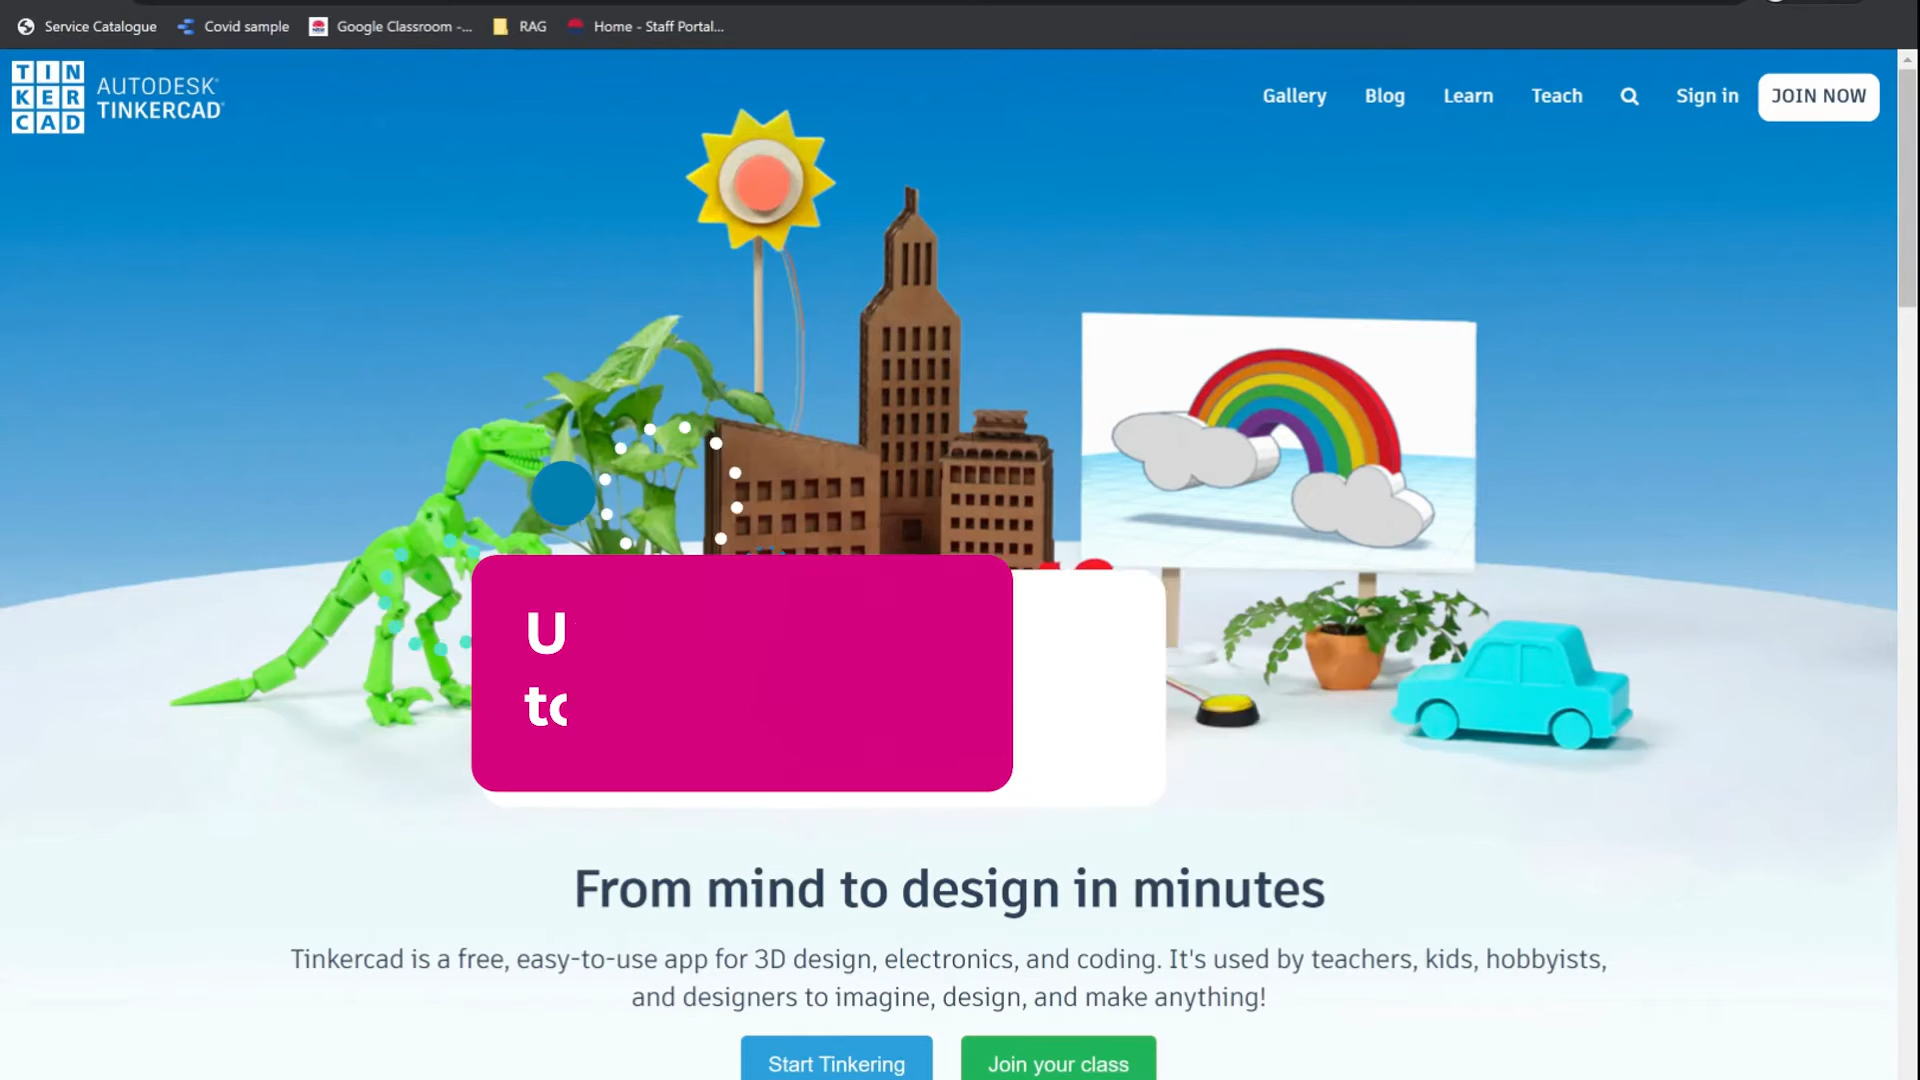 Service Catalogue
Covid sample
Google Classroom -...
RAG
Home - Staff Portal...
TIN
KER
CAD
AUTODESK®
TINKERCAD®
Gallery
Blog
Learn
Teach
Sign in
JOIN NOW
U
From mind to design in minutes
Tinkercad is a free, easy-to-use app for 3D design, electronics, and coding. It's used by teachers, kids, hobbyists,
and designers to imagine, design, and make anything!
Start Tinkering
Join your class